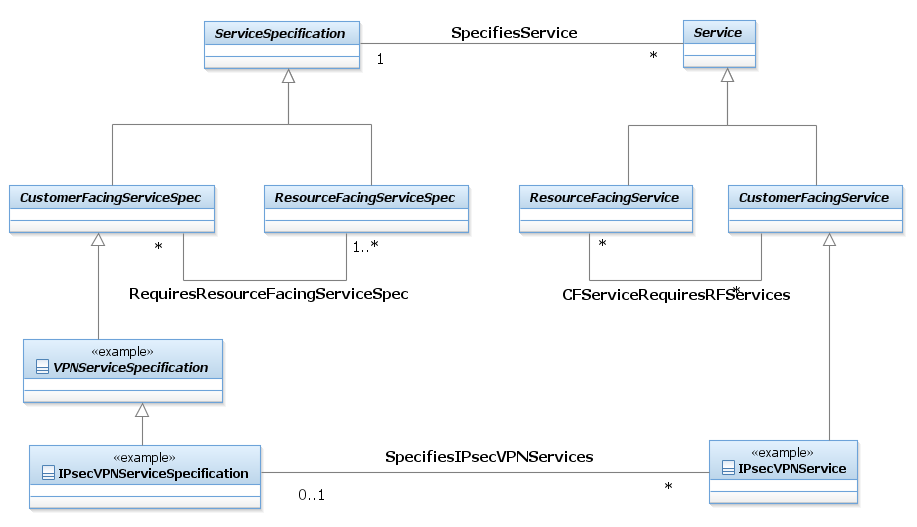 ServiceSpecification
SpecifiesService
Service
1
*
CustomerFacingServiceSpec
ResourceFacingServiceSpec
ResourceFacingService
CustomerFacingService
*
1..*
*
*
RequiresResourceFacingServiceSpec
CFServiceRequiresRFServices
«example»
VPNServiceSpecification
«example»
IPsecVPNServiceSpecification
SpecifiesIPsecVPNServices
«example»
IPsecVPNService
0..1
*